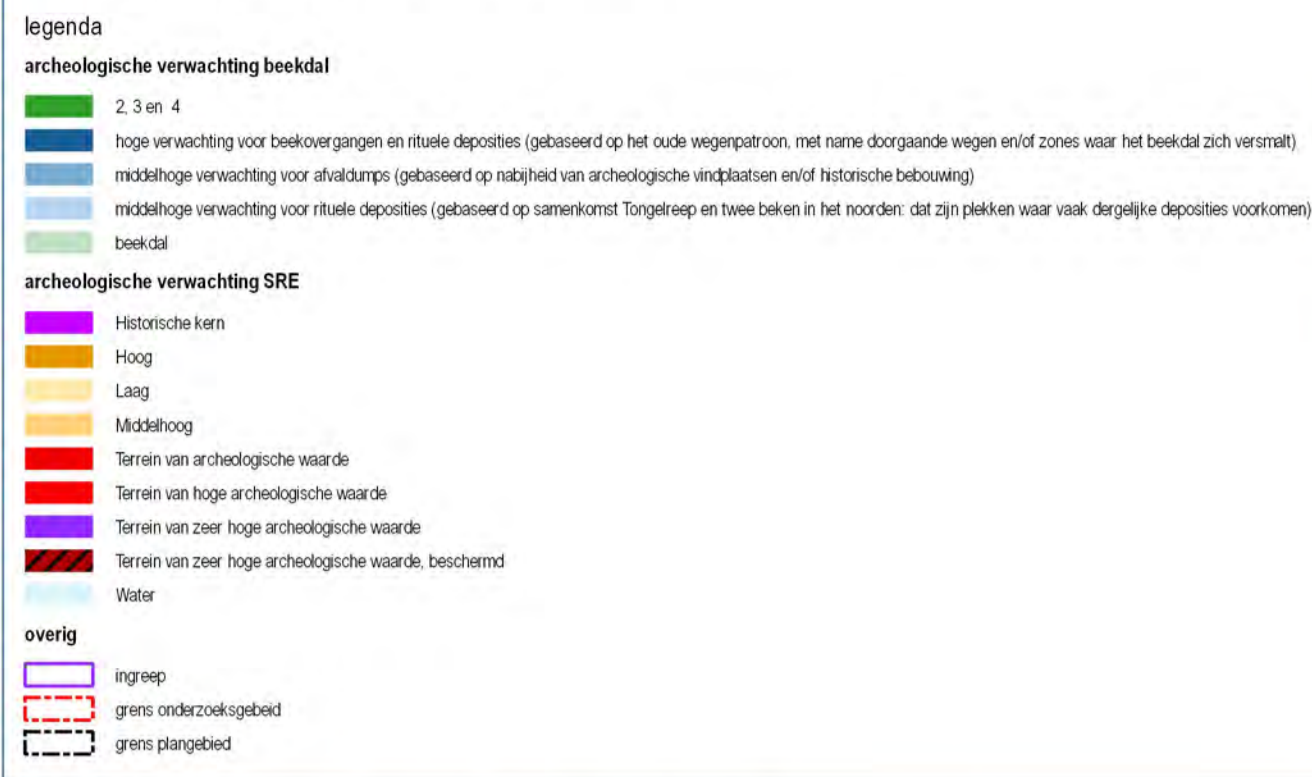 legenda
archeologische verwachting beekdal
2, 3 en 4
hoge verwachting voor beekovergangen en rituele deposities (gebaseerd op het oude wegenpatroon, met name doorgaande wegen en/of zones waar het beekdal zich versmalt)
middelhoge verwachting voor afvaldumps (gebaseerd op nabijheid van archeologische vindplaatsen en/of historische bebouwing)
middelhoge verwachting voor rituele deposities (gebaseerd op samenkomst Tongelreep en twee beken in het noorden: dat zijn plekken waar vaak dergelijke deposities voorkomen)
beekdal
archeologische verwachting SRE
Historische kern
Hoog
Laag
Middelhoog
Terrein van archeologische waarde
Terrein van hoge archeologische waarde
Terrein van zeer hoge archeologische waarde
Terrein van zeer hoge archeologische waarde, beschermd
Water
overig
ingreep
grens onderzoeksgebeid
grens plangebied